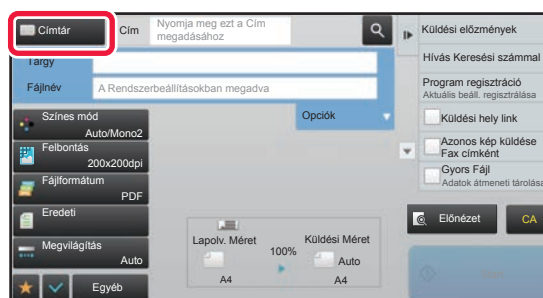 Címtár
Cím
Nyomja meg ezt a Cím
megadásához
Tárgy
Fájlnév
A Rendszerbeállításokban megadva
Színes mód
Auto/Mono2
Felbontás
200x200dpi
Fájlformátum
PDF
Eredeti
Megvilágítás
Auto
Egyéb
Opciók
Lapolv. Méret
A4
100%
Küldési Méret
Auto
A4
Küldési előzmények
Hívás Keresési számmal
Program regisztráció
Aktuális beáll. regisztrálása
Küldési hely link
Azonos kép küldése
Fax címként
Gyors Fájl
Adatok átmeneti tárolása
Előnézet
CA